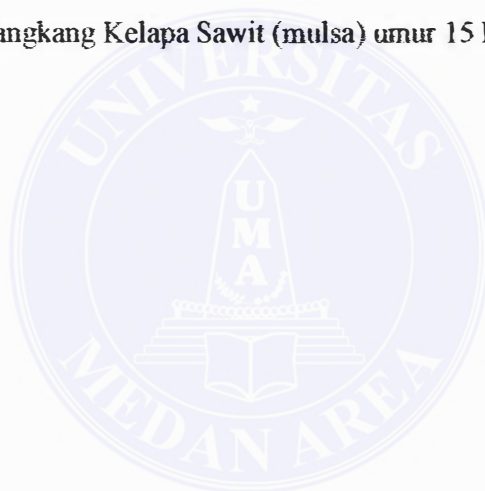 angkang Kelapa Sawit (mulsa) umur 15
UNIVERSITAS
U
M
A
MEDAN AREA